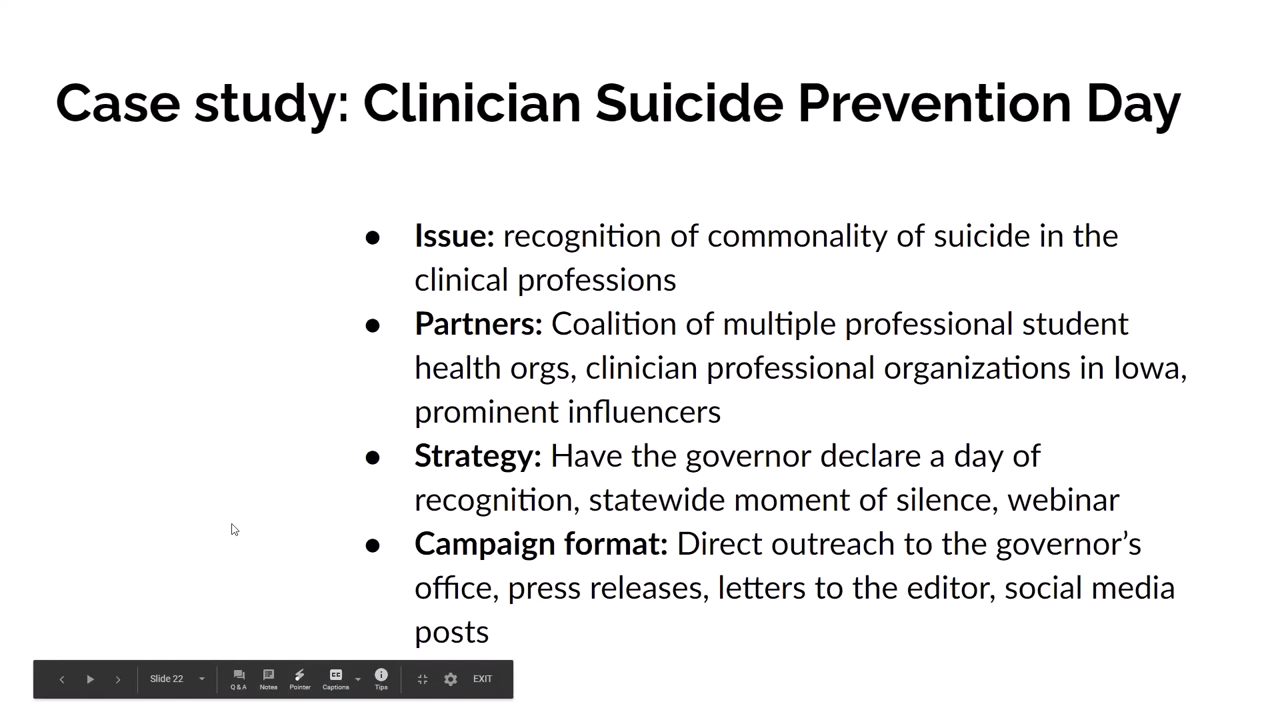 Case study: Clinician Suicide Prevention Day
● Issue: recognition of commonality of suicide in the
clinical professions
● Partners: Coalition of multiple professional student
health orgs, clinician professional organizations in Iowa,
prominent influencers
● Strategy: Have the governor declare a day of
recognition, statewide moment of silence, webinar
● Campaign format: Direct outreach to the governor’s
office, press releases, letters to the editor, social media
posts
Slide 22 Q&A Notes Pointer Captions Tips EXIT